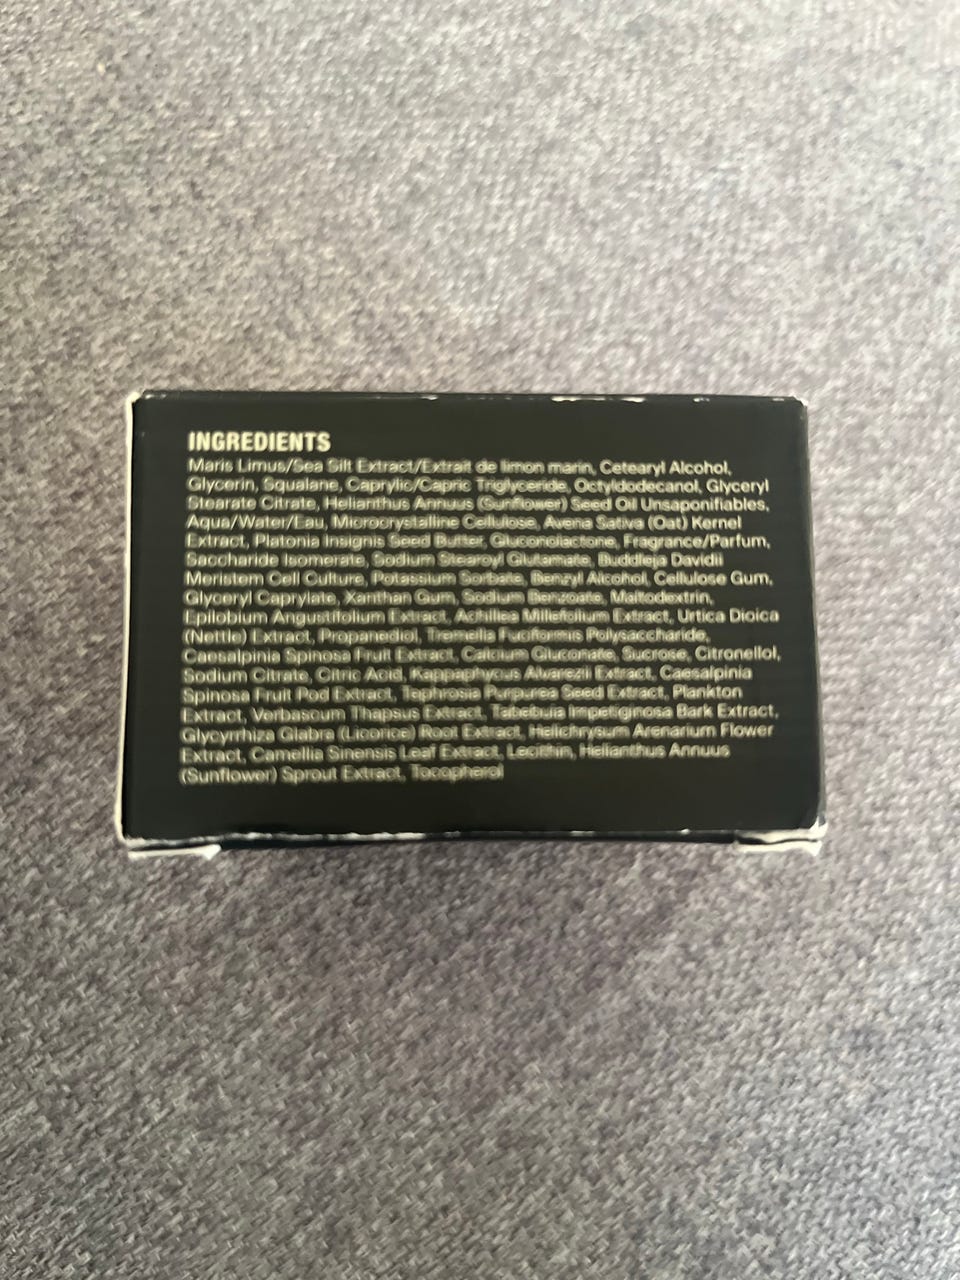 INGREDIENTS
Maris Limus/Sea Silt Extract/Extrait de limon marin, Cetearyl Alcohol,
Glycerin, Squalane, Caprylic/Capric Triglyceride, Octyldodecanol, Glyceryl
Stearate Citrate, Helianthus Annuus (Sunflower) Seed Oil Unsaponifiables,
Aqua/Water/Eau, Microcrystalline Cellulose, Avena Sativa (Oat) Kernel
Extract, Platonia Insignis Seed Butter, Gluconolactone, Fragrance/Parfum,
Saccharide Isomerate, Sodium Stearoyl Glutamate, Buddleja Davidii
Meristem Cell Culture, Potassium Sorbate, Benzyl Alcohol, Cellulose Gum,
Glyceryl Caprylate, Xanthan Gum, Sodium Benzoate, Maltodextrin,
Epilobium Angustifolium Extract, Achillea Millefolium Extract, Urtica Dioica
(Nettle) Extract, Propanediol, Tremella Fuciformis Polysaccharide,
Caesalpinia Spinosa Fruit Extract, Calcium Gluconate, Sucrose, Citronellol,
Sodium Citrate, Citric Acid, Kappaphycus Alvarezii Extract, Caesalpinia
Spinosa Fruit Pod Extract, Tephrosia Purpurea Seed Extract, Plankton
Extract, Verbascum Thapsus Extract, Tabebuia Impetiginosa Bark Extract,
Glycyrrhiza Glabra (Licorice) Root Extract, Helichrysum Arenarium Flower
Extract, Camellia Sinensis Leaf Extract, Lecithin, Helianthus Annuus
(Sunflower) Sprout Extract, Tocopherol